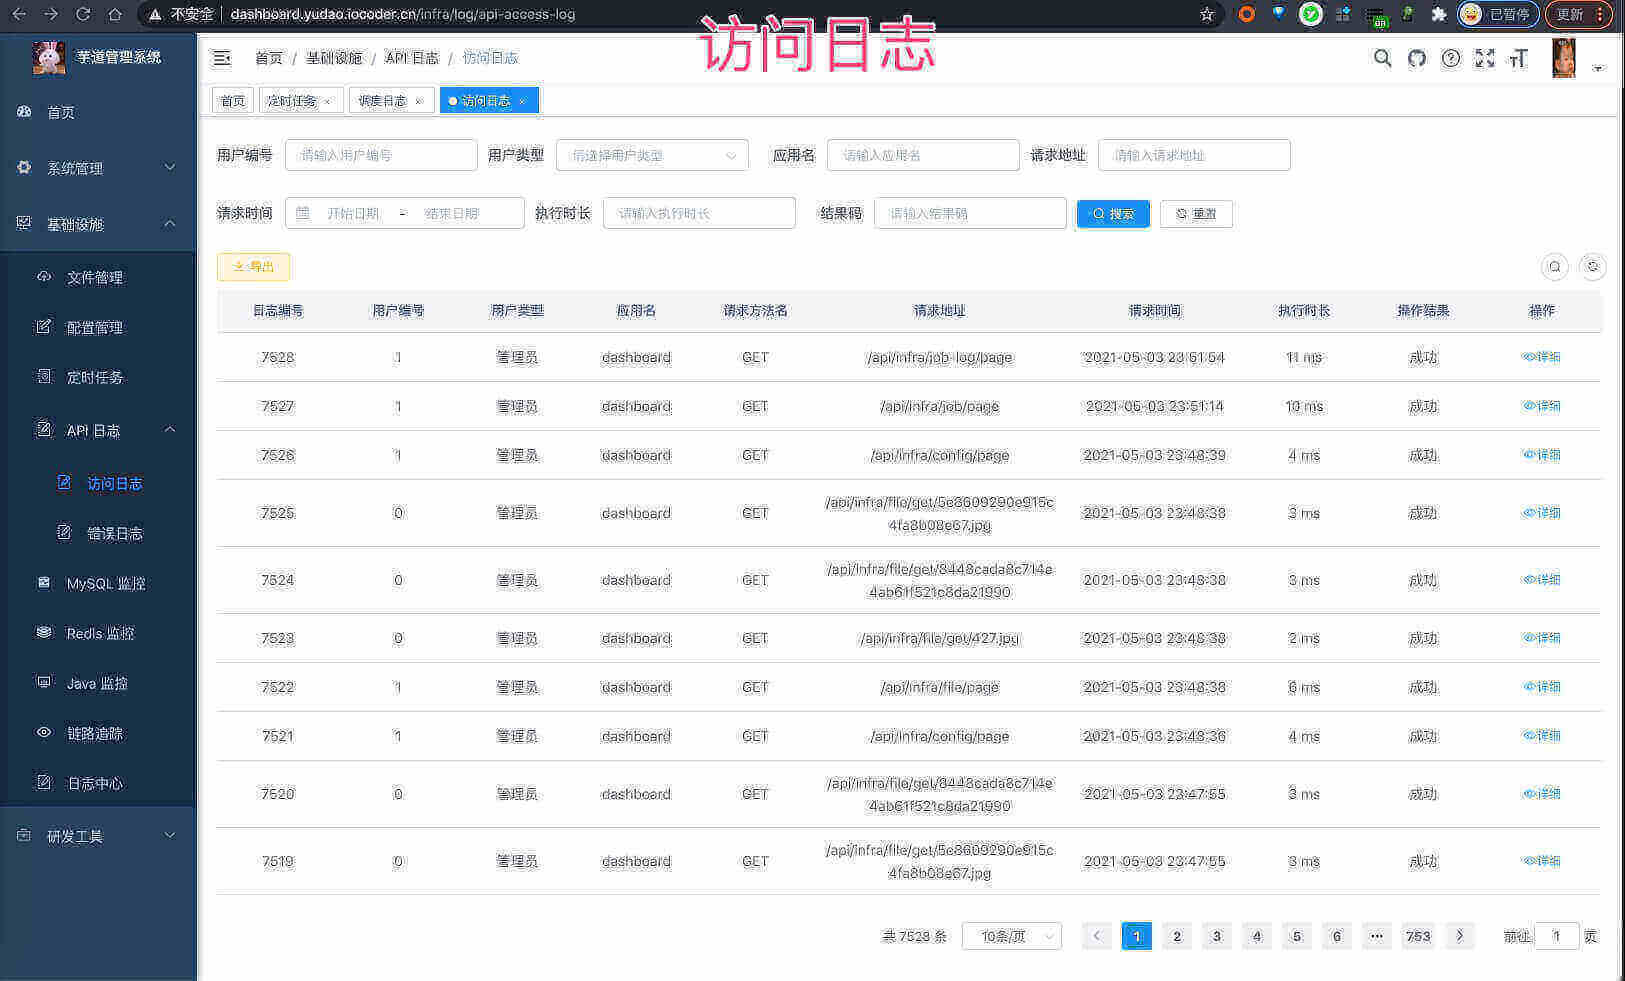 不安全 dashboard.yudao.iocoder.cn/infra/log/api-access-log 已暂停 更新
访问日志
芋道管理系统
首页 / 基础设施 / API 日志 / 访问日志
首页 定时任务 × 调度日志 × 访问日志 ×
首页
系统管理
基础设施
文件管理
配置管理
定时任务
API 日志
访问日志
错误日志
MySQL 监控
Redis 监控
Java 监控
链路追踪
日志中心
研发工具
用户编号 请输入用户编号 用户类型 请选择用户类型 应用名 请输入应用名 请求地址 请输入请求地址
请求时间 开始日期 - 结束日期 执行时长 请输入执行时长 结果码 请输入结果码 搜索 重置
导出
日志编号 用户编号 用户类型 应用名 请求方法名 请求地址 请求时间 执行时长 操作结果 操作
7528 1 管理员 dashboard GET /api/infra/job-log/page 2021-05-03 23:51:54 11 ms 成功 详细
7527 1 管理员 dashboard GET /api/infra/job/page 2021-05-03 23:51:14 10 ms 成功 详细
7526 1 管理员 dashboard GET /api/infra/config/page 2021-05-03 23:48:39 4 ms 成功 详细
7525 0 管理员 dashboard GET /api/infra/file/get/5e8609290e915c
4fa8b08e67.jpg 2021-05-03 23:48:38 3 ms 成功 详细
7524 0 管理员 dashboard GET /api/infra/file/get/8448cada8c714e
4ab61f521c8da21990 2021-05-03 23:48:38 3 ms 成功 详细
7523 0 管理员 dashboard GET /api/infra/file/get/427.jpg 2021-05-03 23:48:38 2 ms 成功 详细
7522 1 管理员 dashboard GET /api/infra/file/page 2021-05-03 23:48:38 6 ms 成功 详细
7521 1 管理员 dashboard GET /api/infra/config/page 2021-05-03 23:48:36 4 ms 成功 详细
7520 0 管理员 dashboard GET /api/infra/file/get/8448cada8c714e
4ab61f521c8da21990 2021-05-03 23:47:55 3 ms 成功 详细
7519 0 管理员 dashboard GET /api/infra/file/get/5e8609290e915c
4fa8b08e67.jpg 2021-05-03 23:47:55 3 ms 成功 详细
共 7528 条 10条/页 1 2 3 4 5 6 ••• 753 前往 1 页